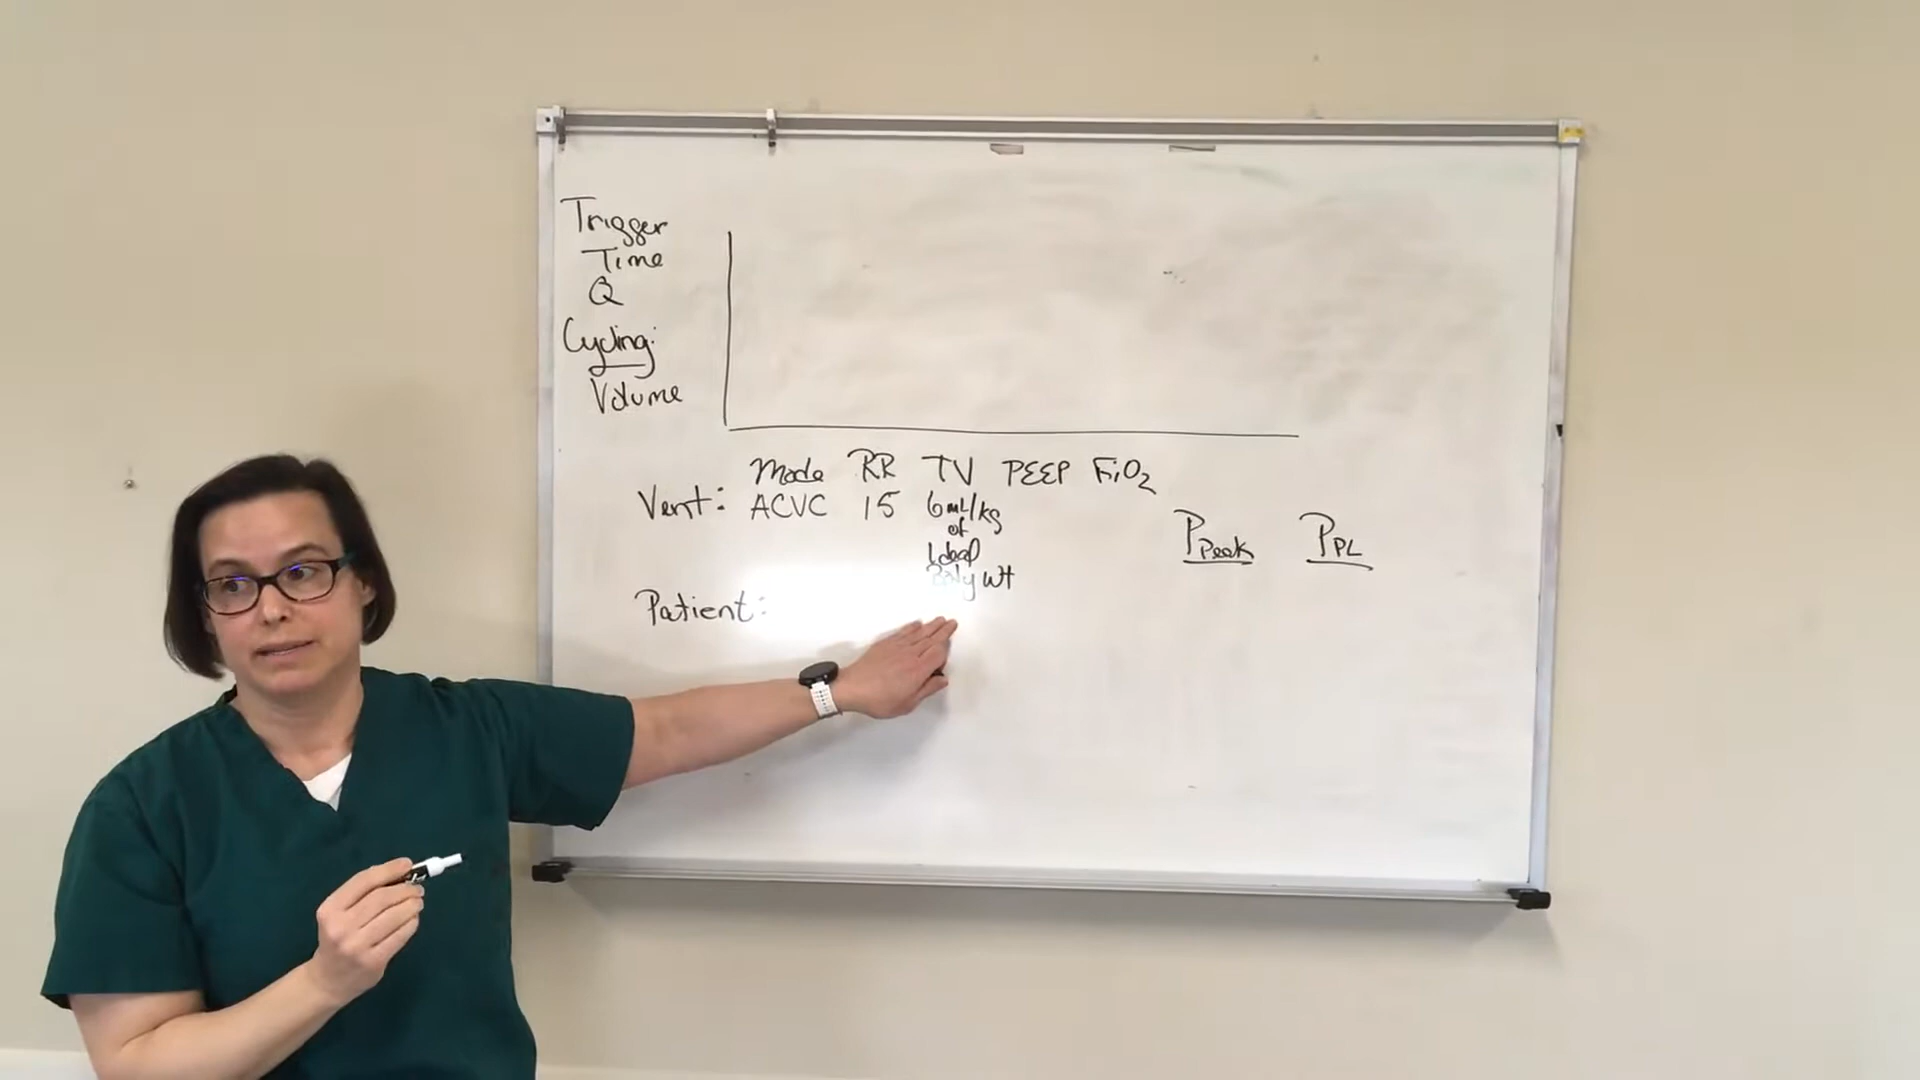 Trigger
Time
Q
Cycling:
Volume
Mode RR TV PEEP FiO2
Vent: ACVC 15 6mL/kg
of
Ideal
Body Wt
PPeak PPL
Patient: